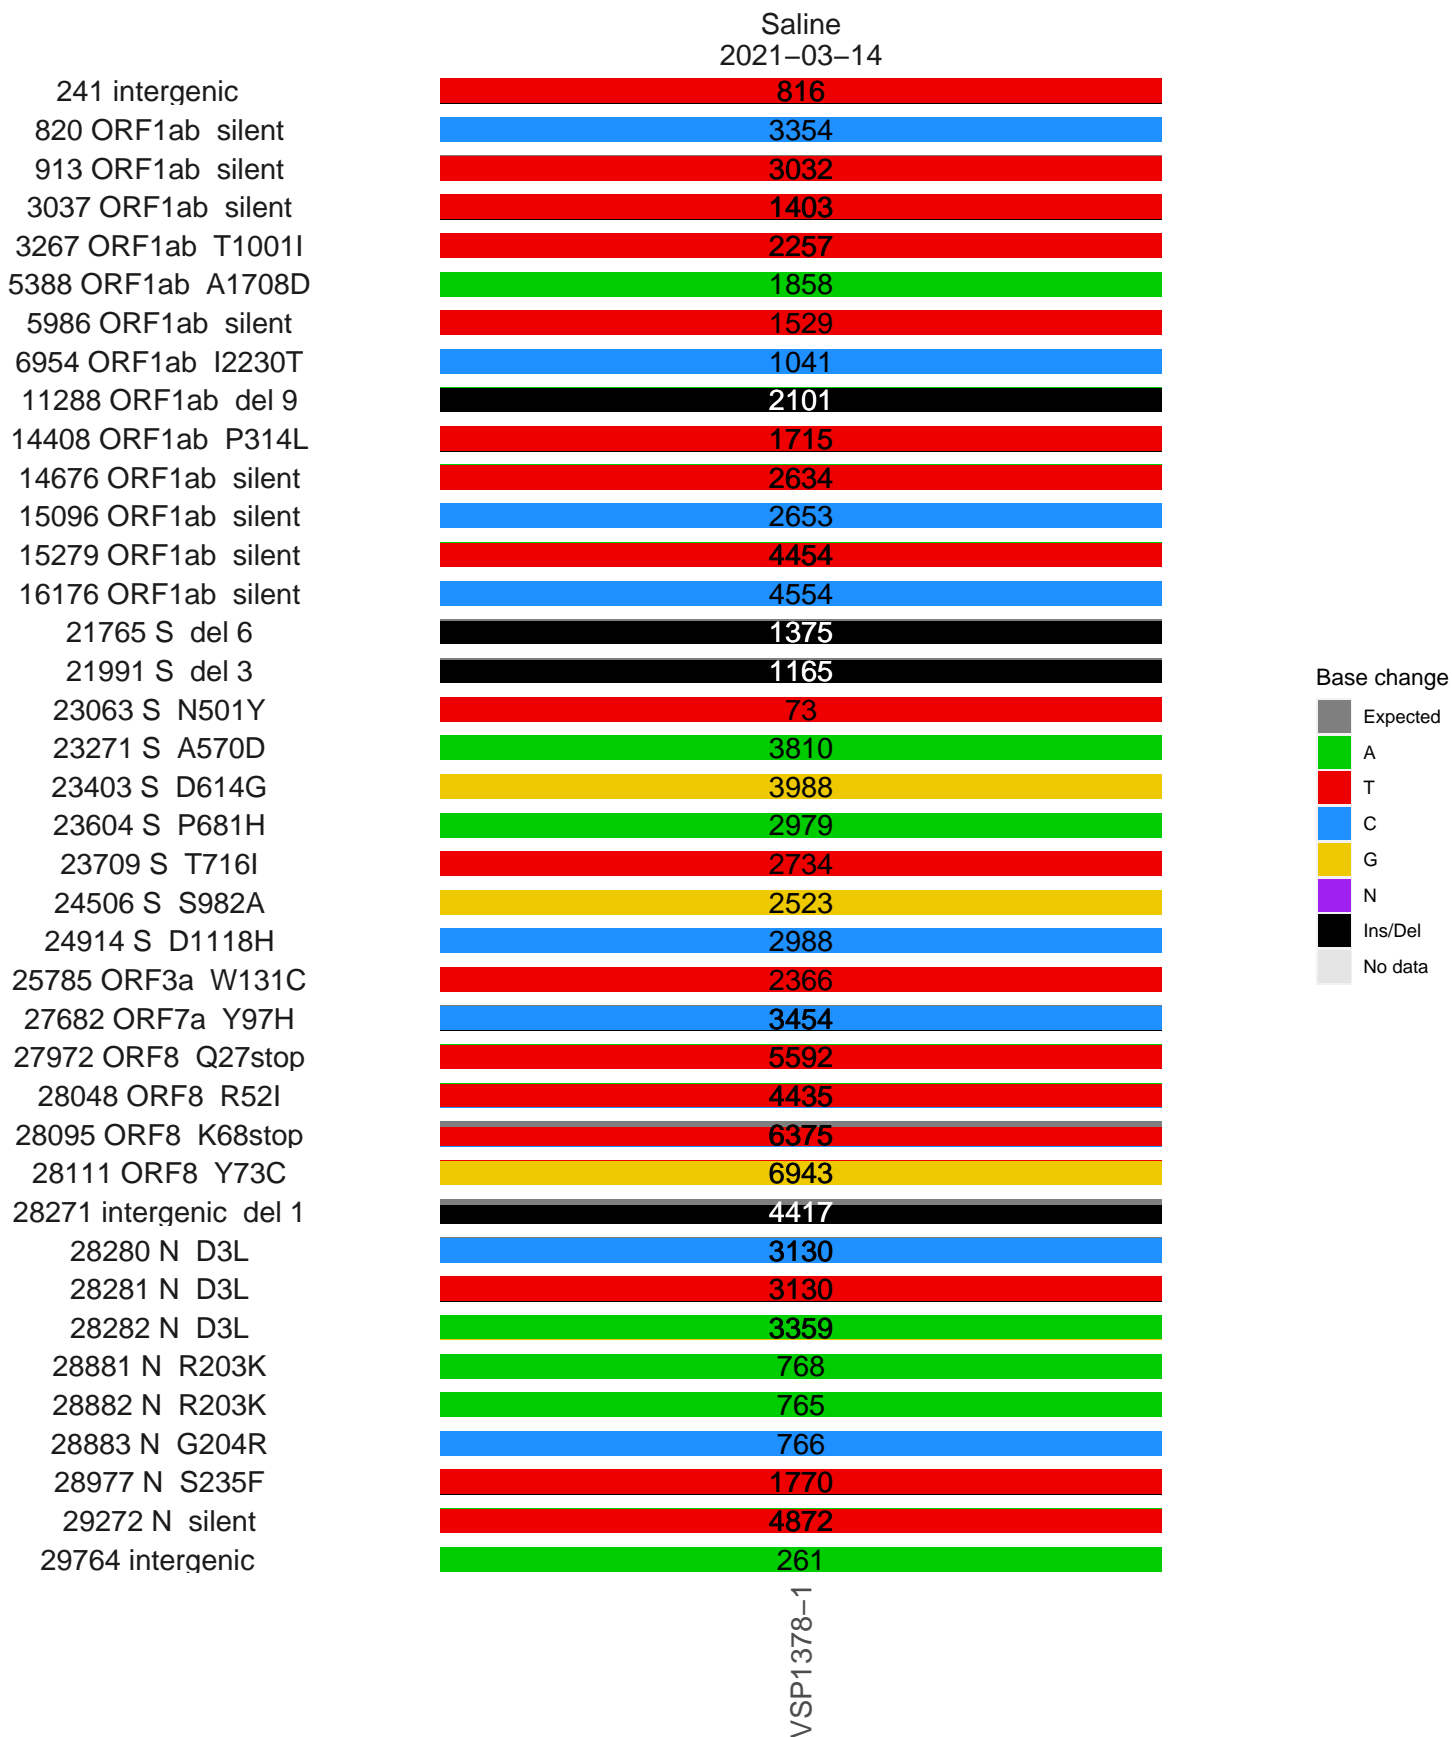 Saline
2021−03−14
241 intergenic 816
820 ORF1ab silent 3354
913 ORF1ab silent 3032
3037 ORF1ab silent 1403
3267 ORF1ab T1001I 2257
5388 ORF1ab A1708D 1858
5986 ORF1ab silent 1529
6954 ORF1ab I2230T 1041
11288 ORF1ab del 9 2101
14408 ORF1ab P314L 1715
14676 ORF1ab silent 2634
15096 ORF1ab silent 2653
15279 ORF1ab silent 4454
16176 ORF1ab silent 4554
21765 S del 6 1375
21991 S del 3 1165
23063 S N501Y 73
23271 S A570D 3810
23403 S D614G 3988
23604 S P681H 2979
23709 S T716I 2734
24506 S S982A 2523
24914 S D1118H 2988
25785 ORF3a W131C 2366
27682 ORF7a Y97H 3454
27972 ORF8 Q27stop 5592
28048 ORF8 R52I 4435
28095 ORF8 K68stop 6375
28111 ORF8 Y73C 6943
28271 intergenic del 1 4417
28280 N D3L 3130
28281 N D3L 3130
28282 N D3L 3359
28881 N R203K 768
28882 N R203K 765
28883 N G204R 766
28977 N S235F 1770
29272 N silent 4872
29764 intergenic 261
VSP1378−1
Base change
Expected
A
T
C
G
N
Ins/Del
No data